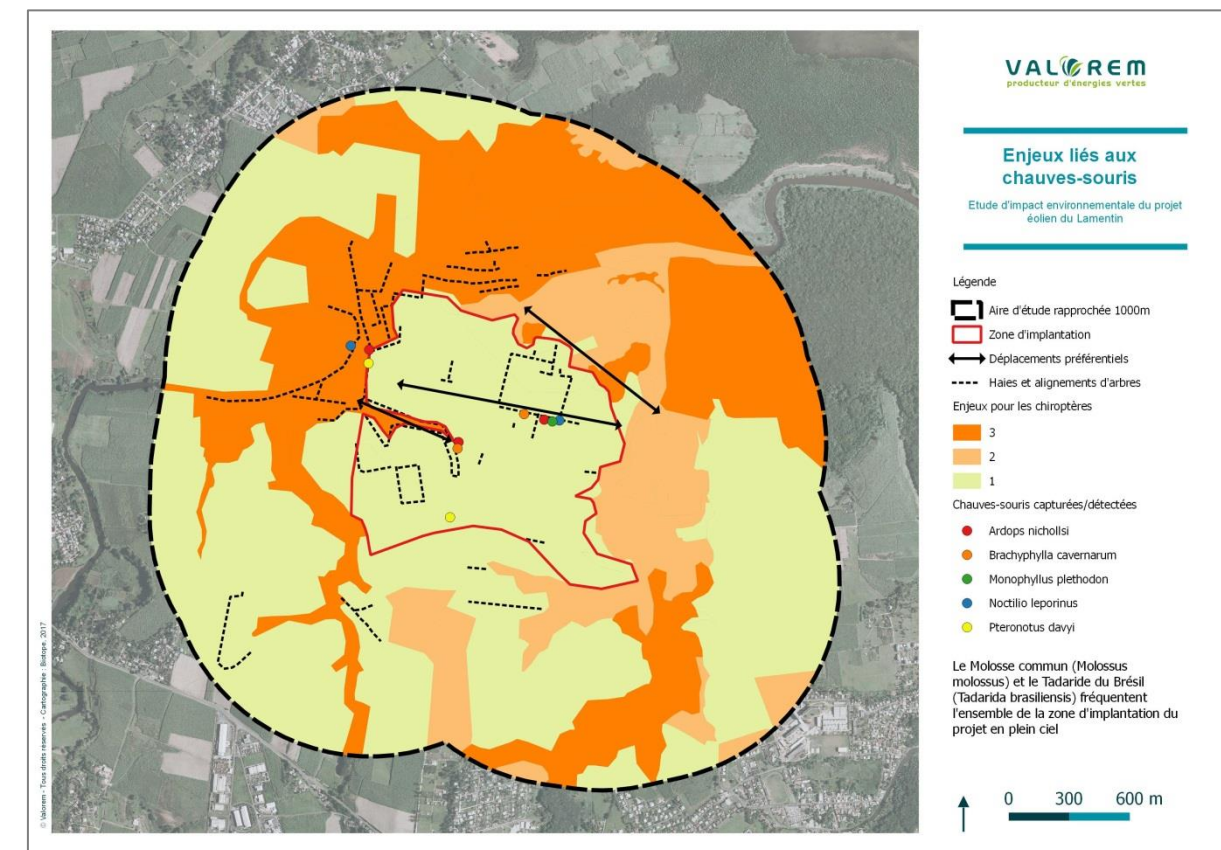 VALOREM
producteur d'énergies vertes
Enjeux liés aux
chauves-souris
Etude d'impact environnementale du projet
éolien du Lamentin
Légende
Aire d'étude rapprochée 1000m
Zone d'implantation
Déplacements préférentiels
Haies et alignements d'arbres
Enjeux pour les chiroptères
3
2
1
Chauves-souris capturées/détectées
Ardops nichollsi
Brachyphylla cavernarum
Monophyllus plethodon
Noctilio leporinus
Pteronotus davyi
Le Molosse commun (Molossus
molossus) et le Tadaride du Brésil
(Tadarida brasiliensis) fréquentent
l'ensemble de la zone d'implantation du
projet en plein ciel
0 300 600 m
© Valorem - Tous droits réservés - Cartographie : Biotope, 2017